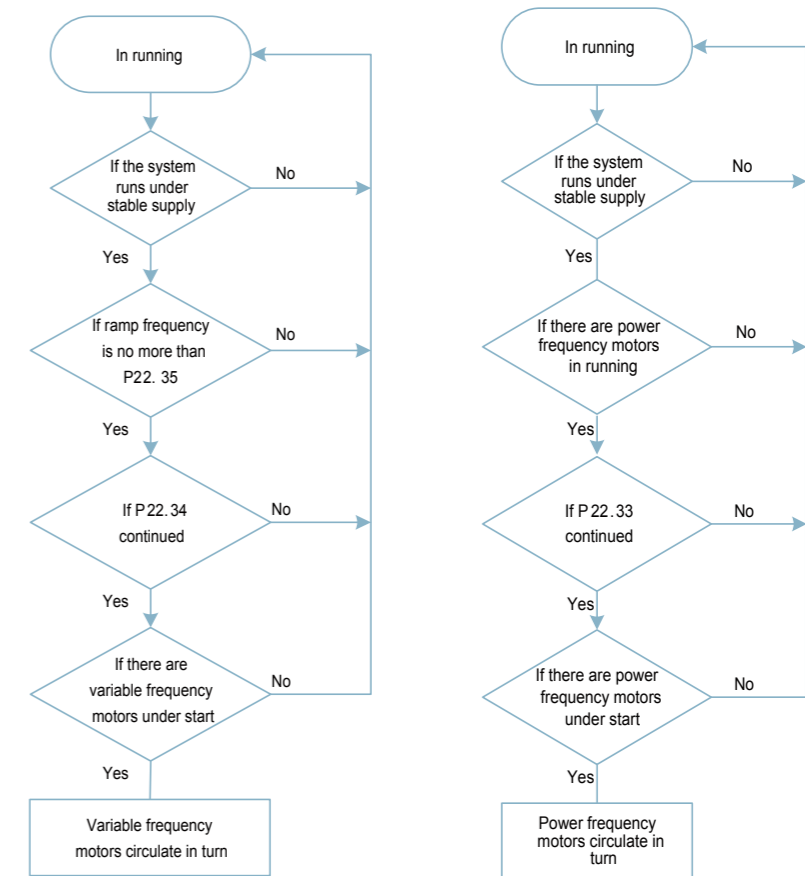 In running
If the system
runs under
stable supply
No
Yes
If ramp frequency
is no more than
P22. 35
No
Yes
If P22.34
continued
No
Yes
If there are
variable frequency
motors under start
No
Yes
Variable frequency
motors circulate in turn
In running
If the system
runs under
stable supply
No
Yes
If there are power
frequency motors
in running
No
Yes
If P22.33
continued
No
Yes
If there are power
frequency motors
under start
No
Yes
Power frequency
motors circulate in
turn